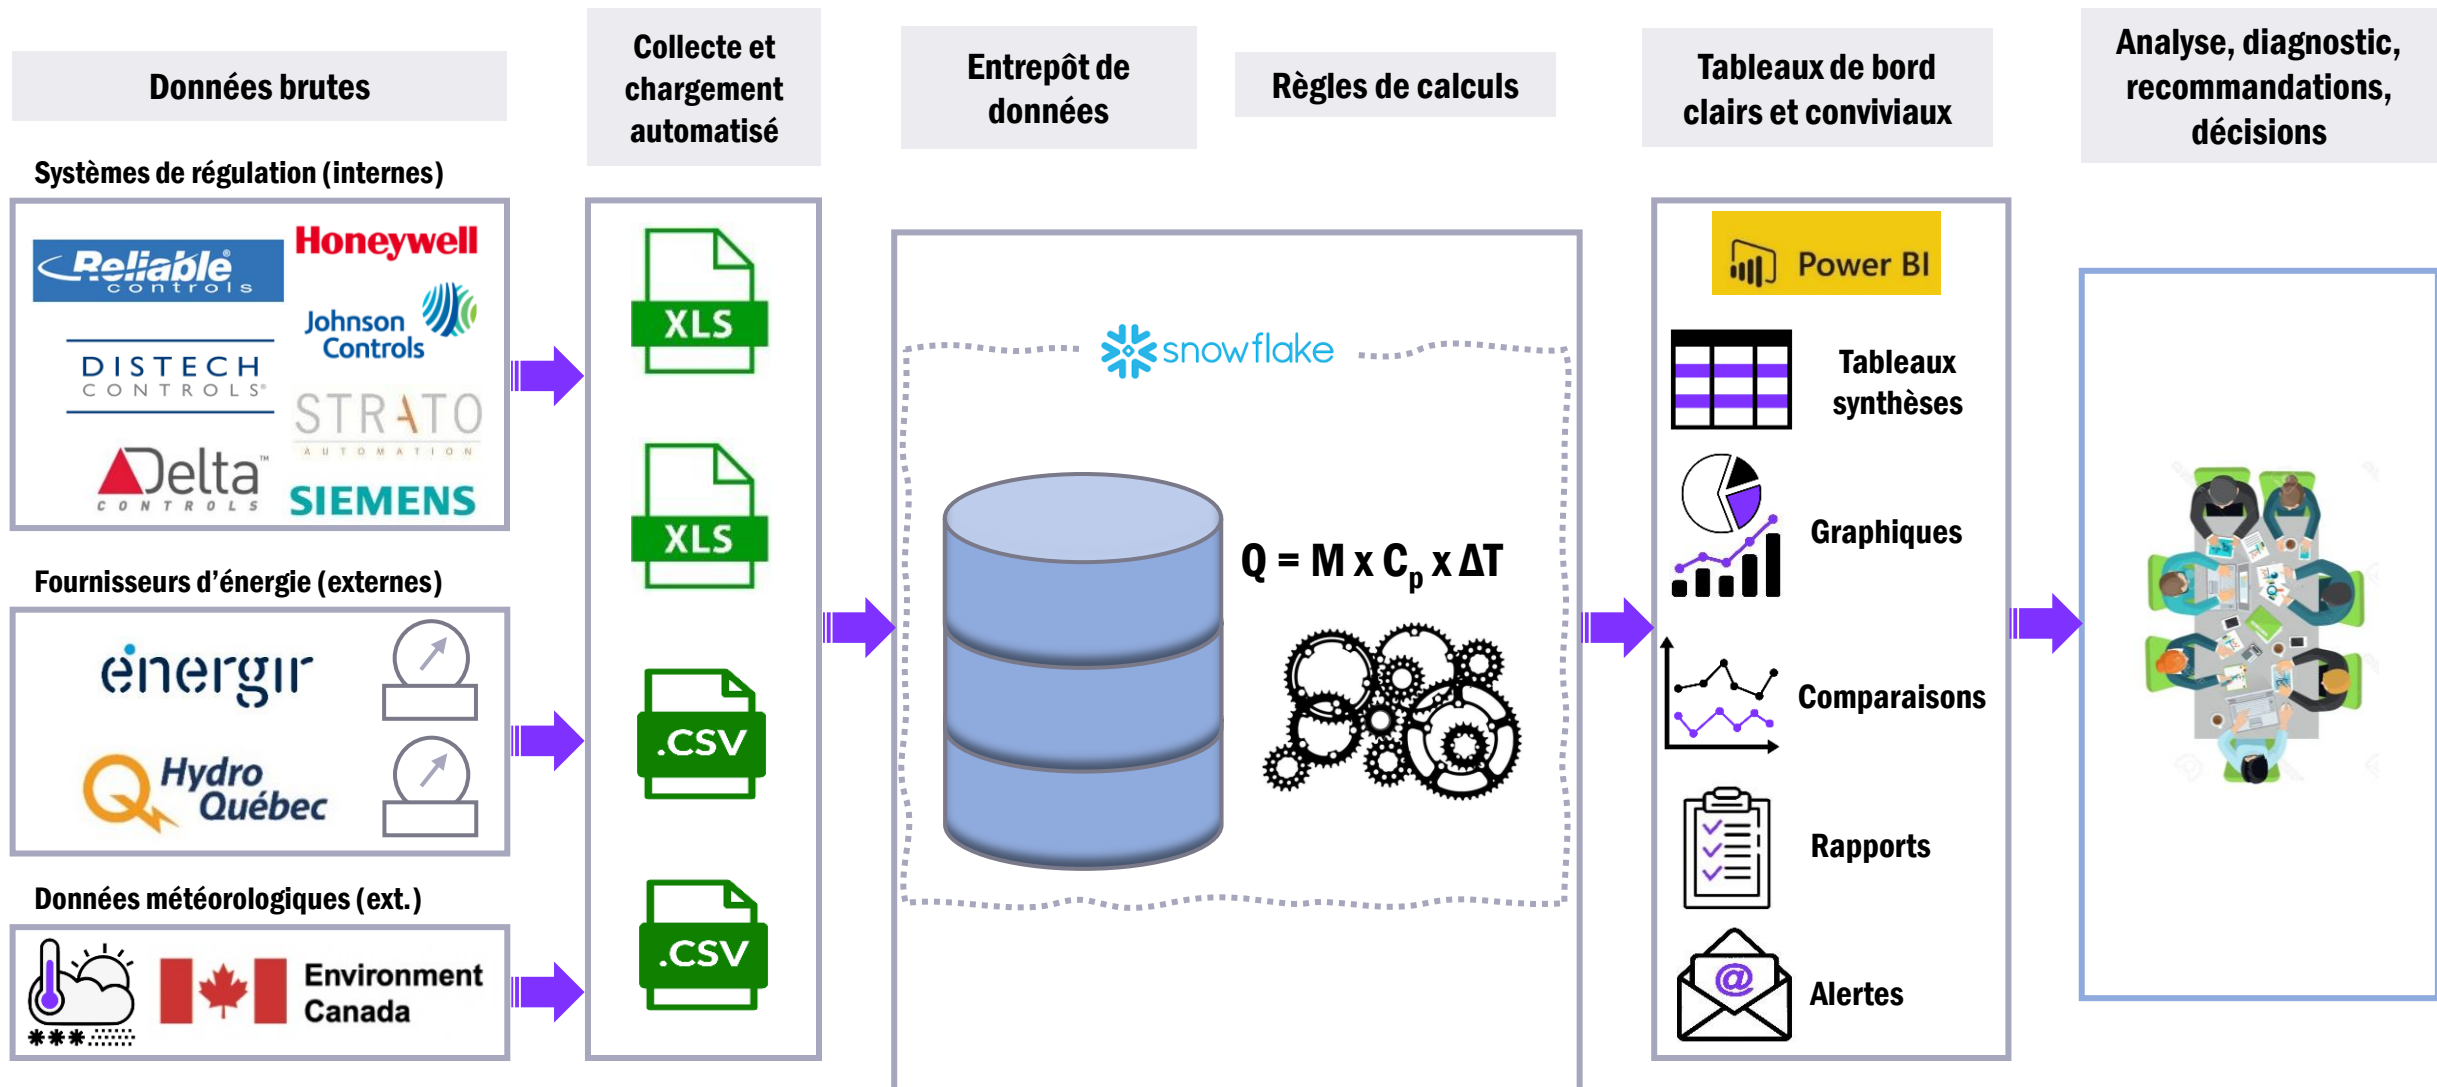 Données brutes
Systèmes de régulation (internes)
Reliable®
controls
Honeywell
Johnson
Controls
DISTECH
CONTROLS®
STRATO
AUTOMATION
Delta™
CONTROLS
SIEMENS
Fournisseurs d’énergie (externes)
énergir
Hydro
Québec
Données météorologiques (ext.)
Environment
Canada
Collecte et
chargement
automatisé
XLS
XLS
.CSV
.CSV
Entrepôt de
données
Règles de calculs
snowflake
Q = M x Cp x ΔT
Tableaux de bord
clairs et conviviaux
Power BI
Tableaux
synthèses
Graphiques
Comparaisons
Rapports
@
Alertes
Analyse, diagnostic,
recommandations,
décisions